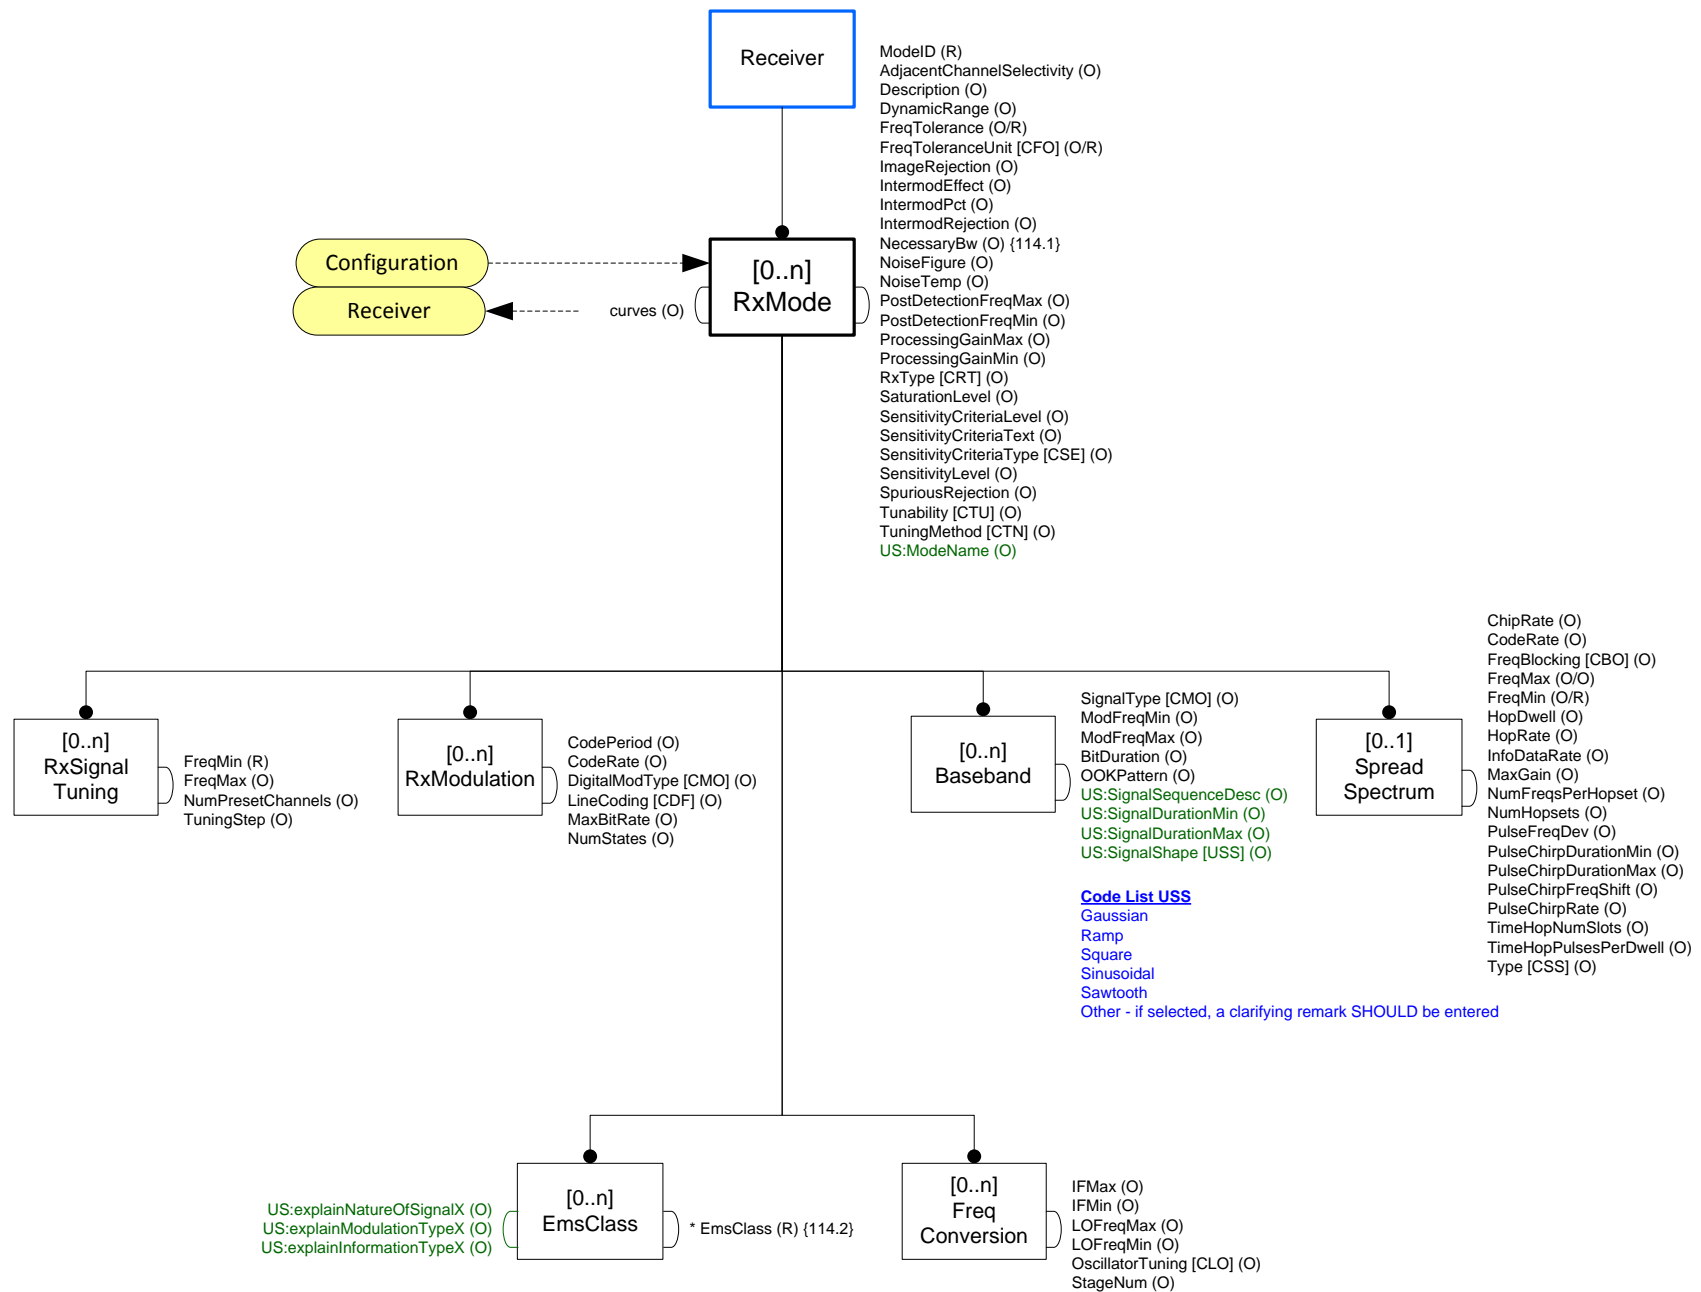 Receiver
ModeID (R)
AdjacentChannelSelectivity (O)
Description (O)
DynamicRange (O)
FreqTolerance (O/R)
FreqToleranceUnit [CFO] (O/R)
ImageRejection (O)
IntermodEffect (O)
IntermodPct (O)
IntermodRejection (O)
NecessaryBw (O) {114.1}
NoiseFigure (O)
NoiseTemp (O)
PostDetectionFreqMax (O)
PostDetectionFreqMin (O)
ProcessingGainMax (O)
ProcessingGainMin (O)
RxType [CRT] (O)
SaturationLevel (O)
SensitivityCriteriaLevel (O)
SensitivityCriteriaText (O)
SensitivityCriteriaType [CSE] (O)
SensitivityLevel (O)
SpuriousRejection (O)
Tunability [CTU] (O)
TuningMethod [CTN] (O)
US:ModeName (O)
Configuration
Receiver
curves (O)
[0..n]
RxMode
[0..n]
RxSignal
Tuning
FreqMin (R)
FreqMax (O)
NumPresetChannels (O)
TuningStep (O)
[0..n]
RxModulation
CodePeriod (O)
CodeRate (O)
DigitalModType [CMO] (O)
LineCoding [CDF] (O)
MaxBitRate (O)
NumStates (O)
[0..n]
Baseband
SignalType [CMO] (O)
ModFreqMin (O)
ModFreqMax (O)
BitDuration (O)
OOKPattern (O)
US:SignalSequenceDesc (O)
US:SignalDurationMin (O)
US:SignalDurationMax (O)
US:SignalShape [USS] (O)
Code List USS
Gaussian
Ramp
Square
Sinusoidal
Sawtooth
Other - if selected, a clarifying remark SHOULD be entered
[0..1]
Spread
Spectrum
ChipRate (O)
CodeRate (O)
FreqBlocking [CBO] (O)
FreqMax (O/O)
FreqMin (O/R)
HopDwell (O)
HopRate (O)
InfoDataRate (O)
MaxGain (O)
NumFreqsPerHopset (O)
NumHopsets (O)
PulseFreqDev (O)
PulseChirpDurationMin (O)
PulseChirpDurationMax (O)
PulseChirpFreqShift (O)
PulseChirpRate (O)
TimeHopNumSlots (O)
TimeHopPulsesPerDwell (O)
Type [CSS] (O)
US:explainNatureOfSignalX (O)
US:explainModulationTypeX (O)
US:explainInformationTypeX (O)
[0..n]
EmsClass
* EmsClass (R) {114.2}
[0..n]
Freq
Conversion
IFMax (O)
IFMin (O)
LOFreqMax (O)
LOFreqMin (O)
OscillatorTuning [CLO] (O)
StageNum (O)